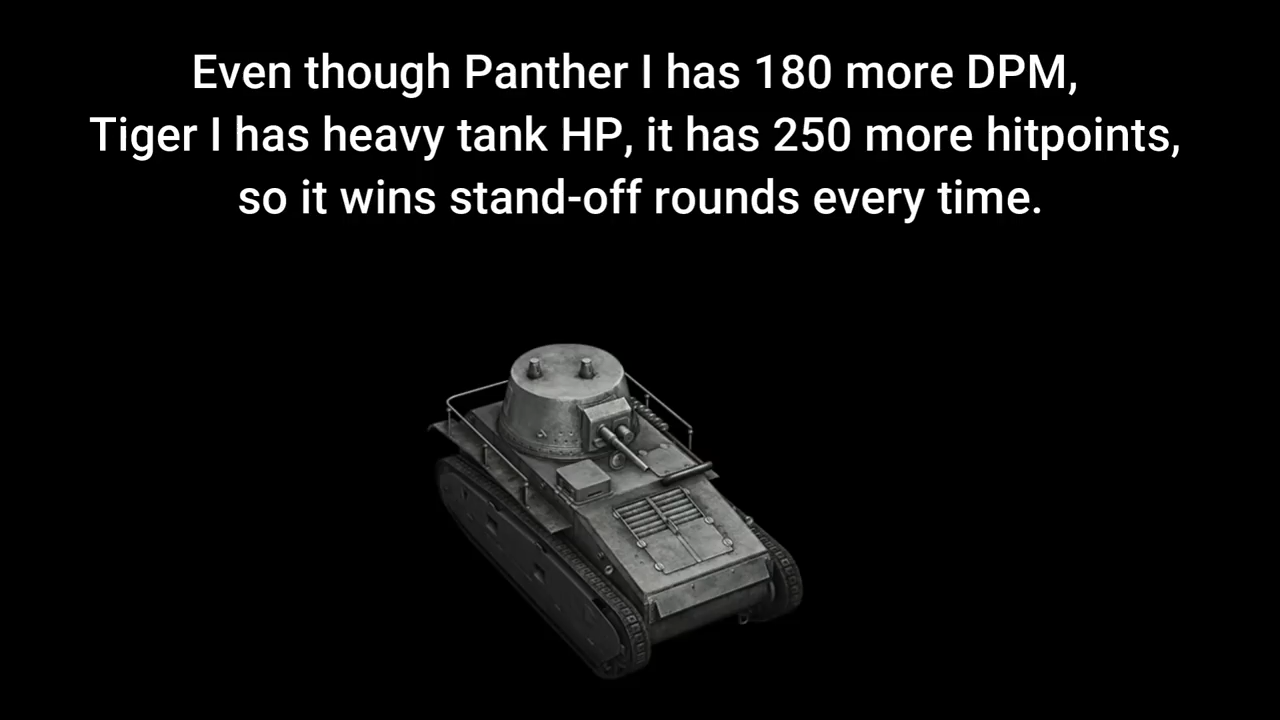 Even though Panther I has 180 more DPM,
Tiger I has heavy tank HP, it has 250 more hitpoints,
so it wins stand-off rounds every time.